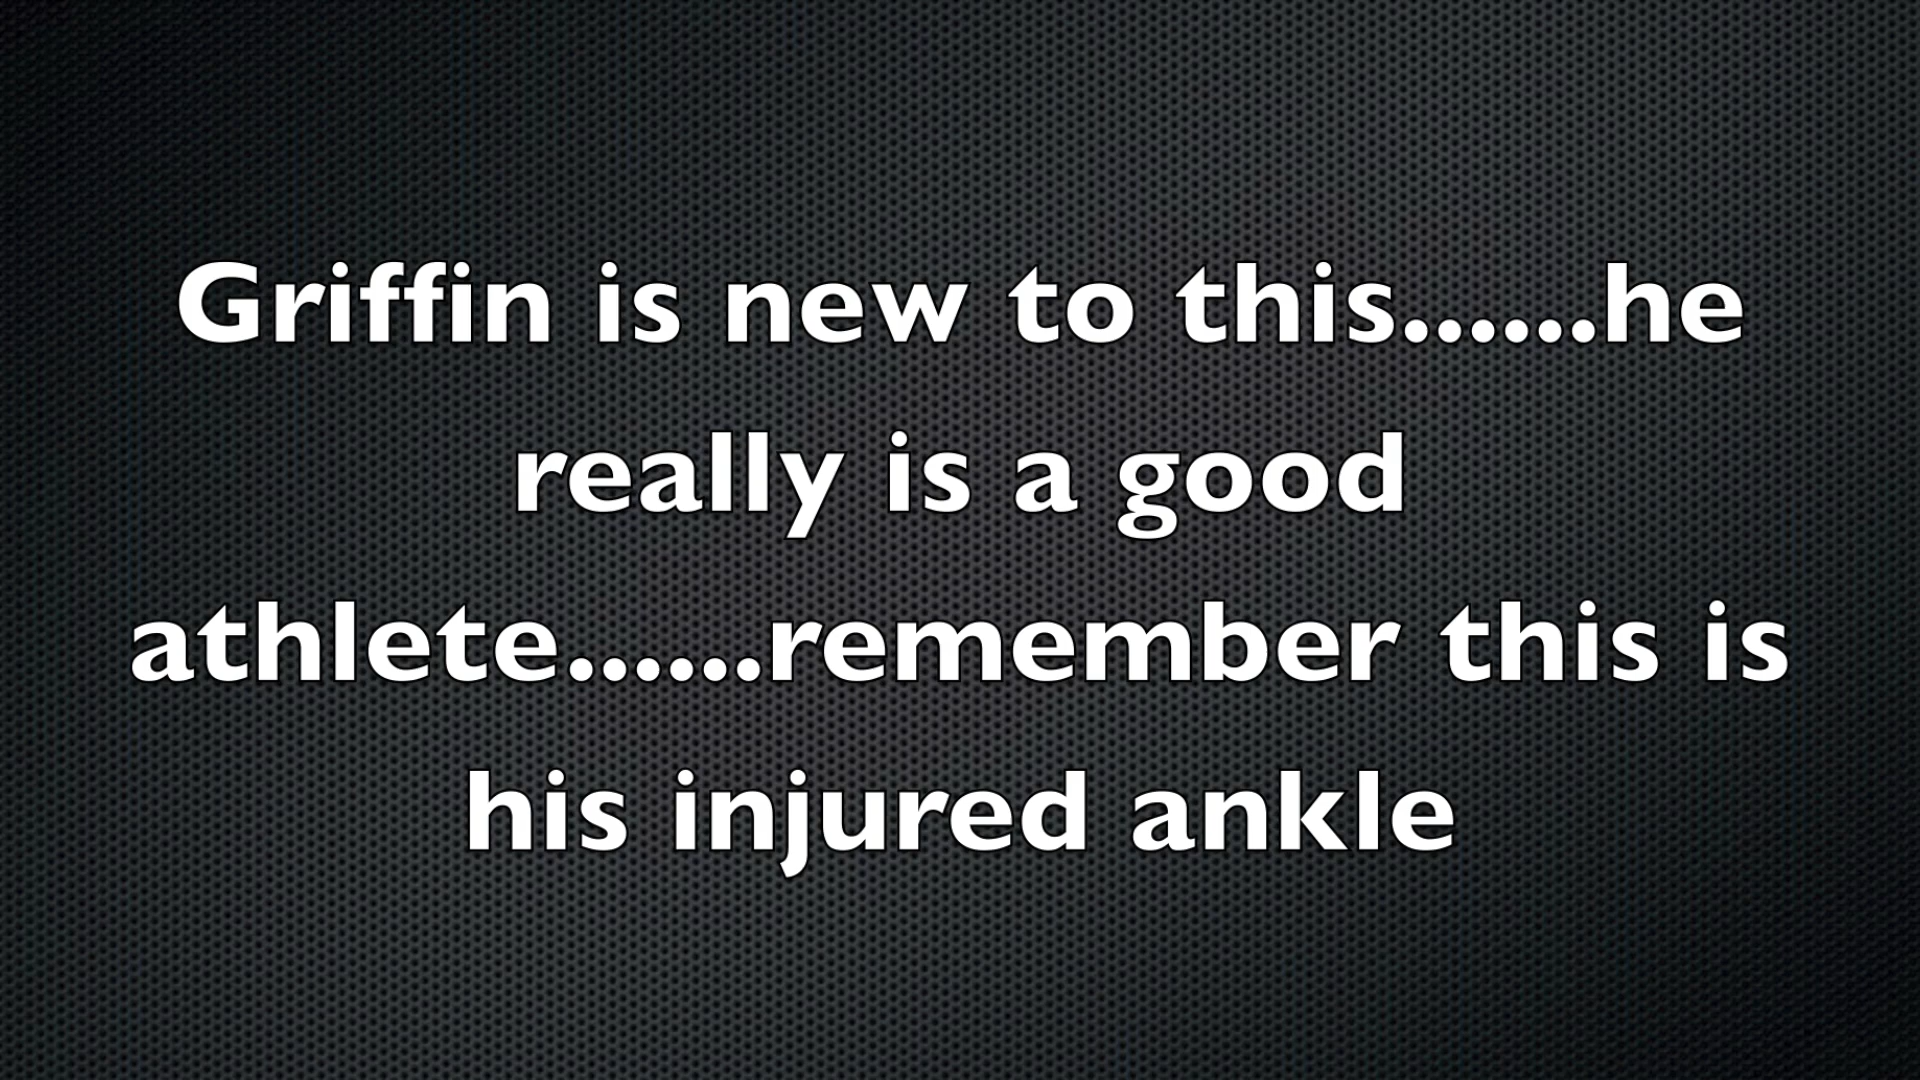 Griffin is new to this......he
really is a good
athlete......remember this is
his injured ankle